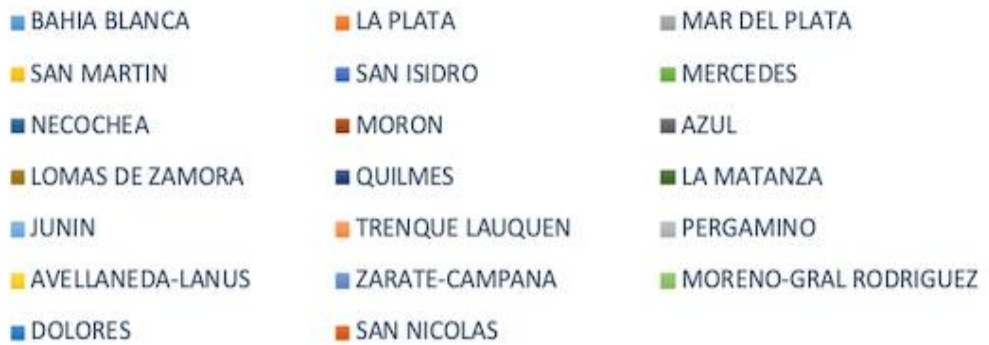 BAHIA BLANCA LA PLATA MAR DEL PLATA
SAN MARTIN SAN ISIDRO MERCEDES
NECOCHEA MORON AZUL
LOMAS DE ZAMORA QUILMES LA MATANZA
JUNIN TRENQUE LAUQUEN PERGAMINO
AVELLANEDA-LANUS ZARATE-CAMPANA MORENO-GRAL RODRIGUEZ
DOLORES SAN NICOLAS